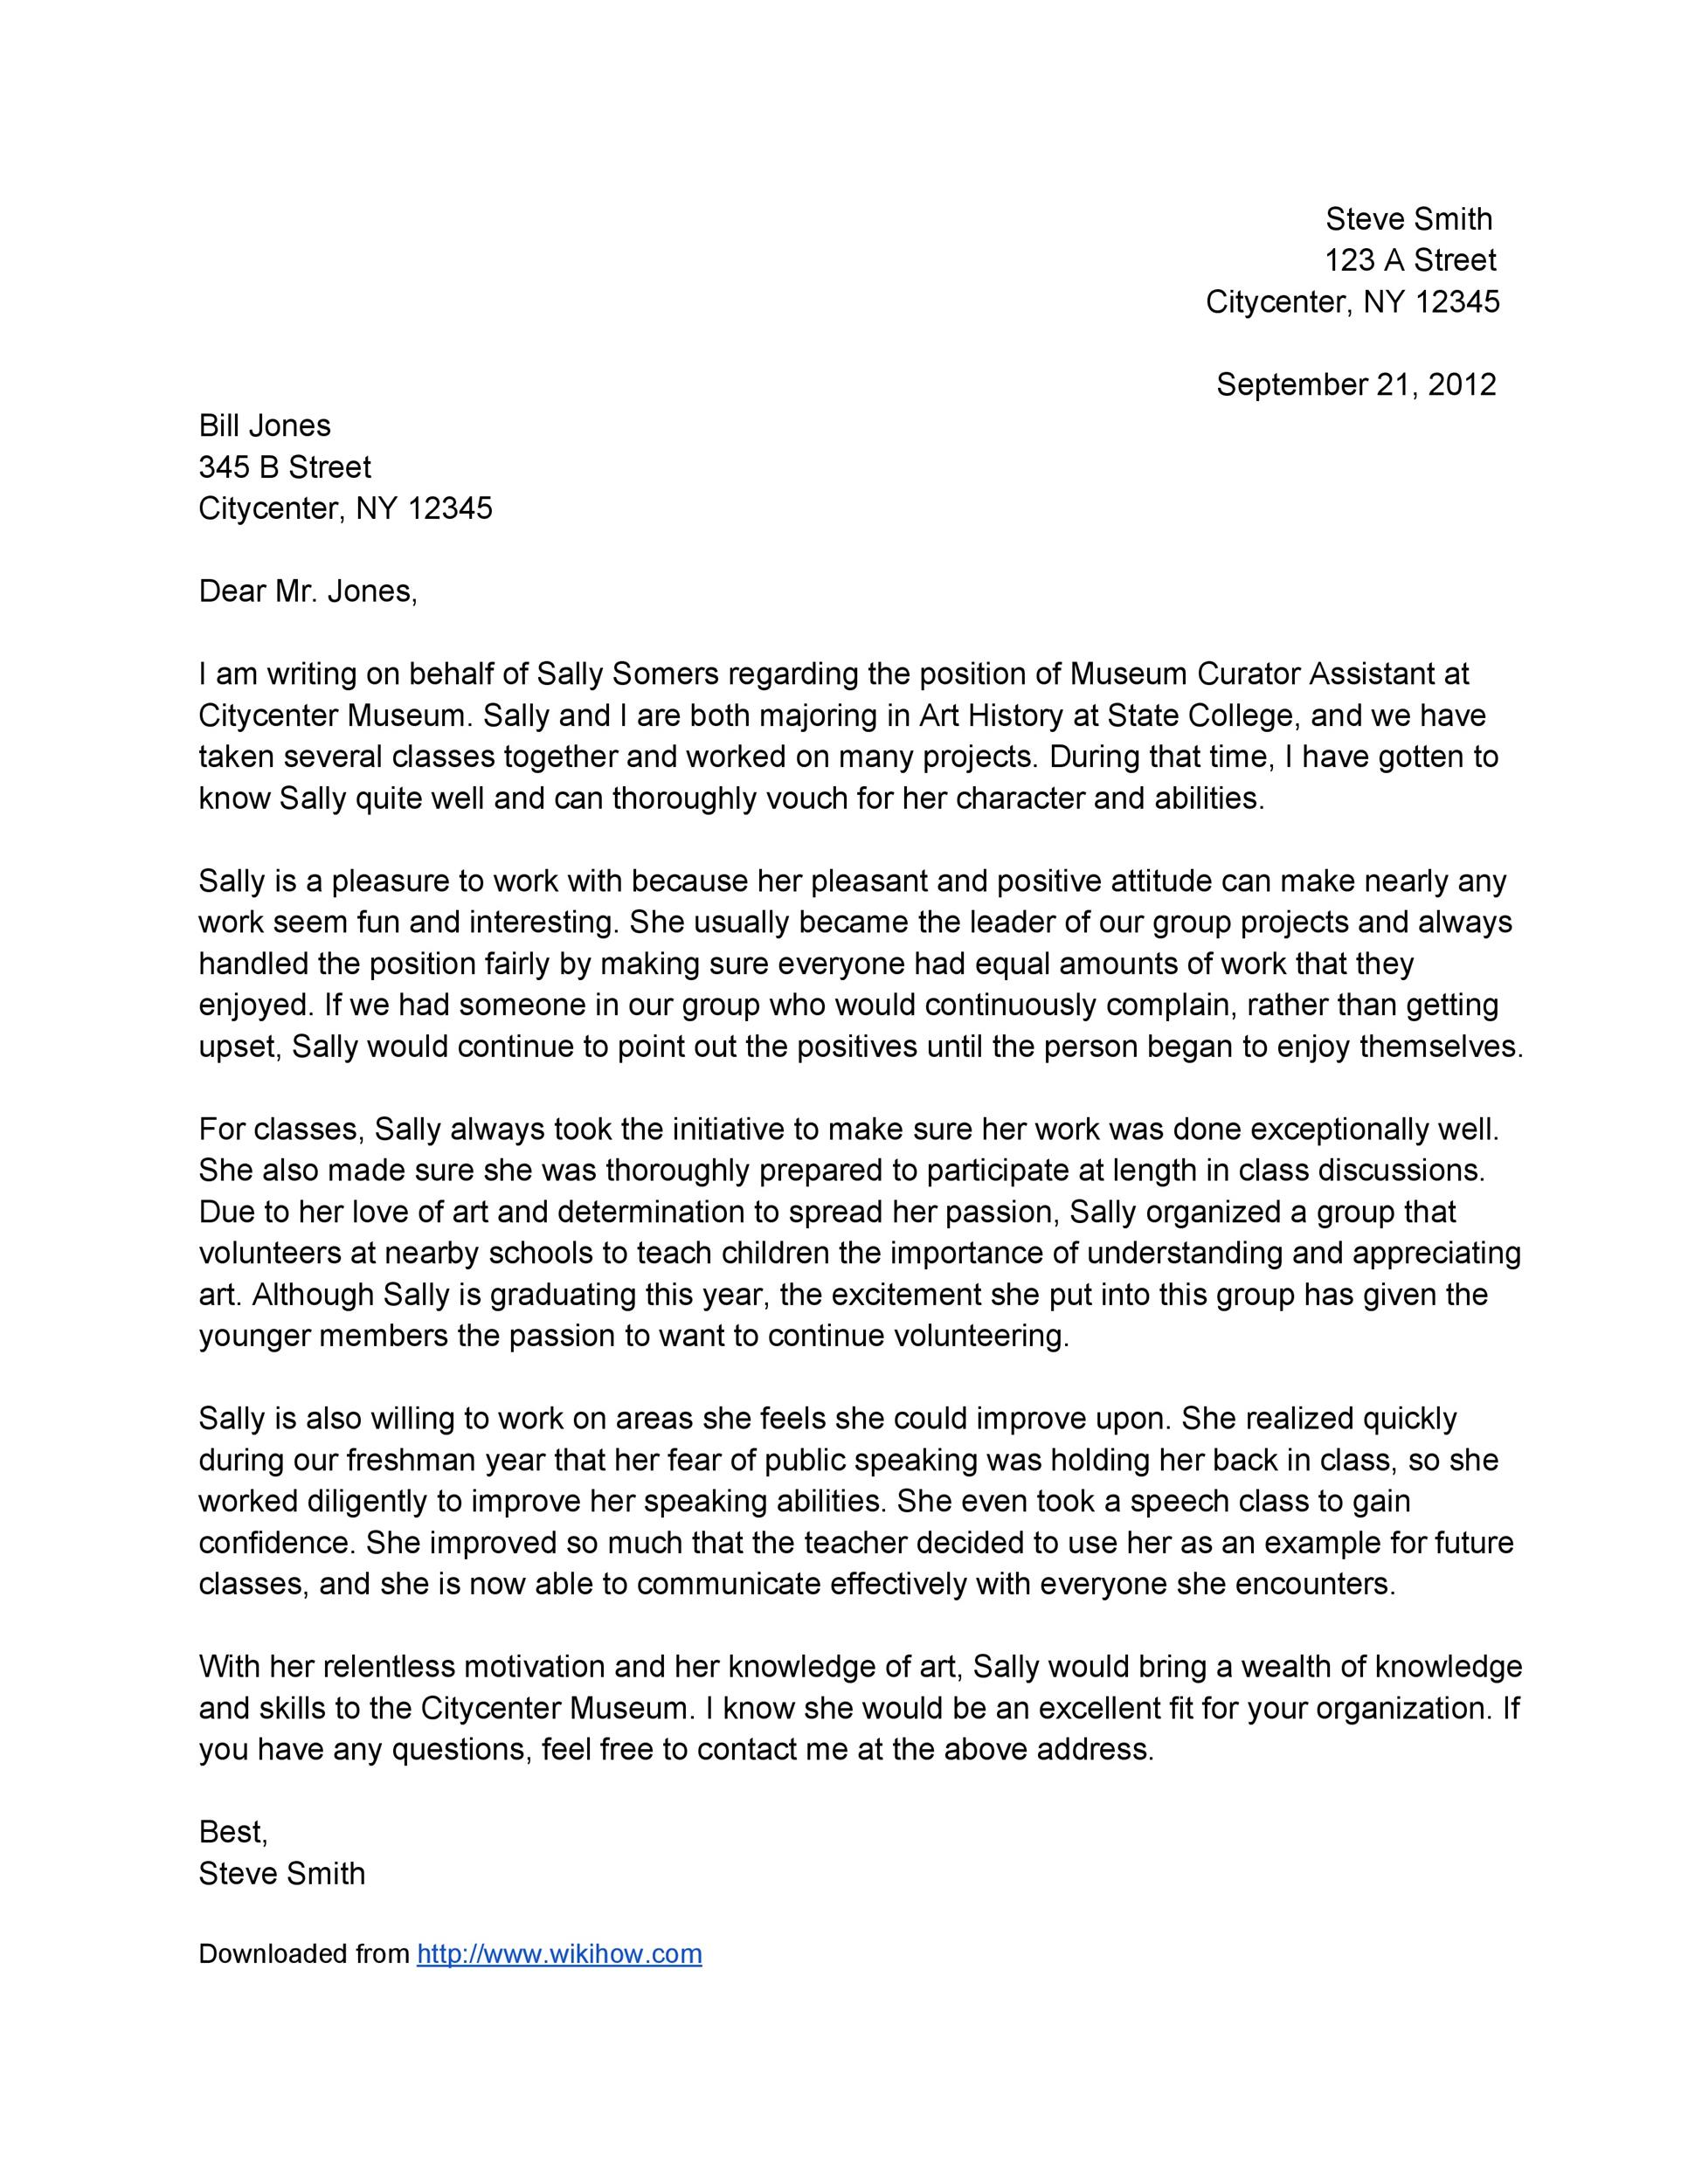 Steve Smith
123 A Street
Citycenter, NY 12345
September 21, 2012
Bill Jones
345 B Street
Citycenter, NY 12345
Dear Mr. Jones,
I am writing on behalf of Sally Somers regarding the position of Museum Curator Assistant at
Citycenter Museum. Sally and I are both majoring in Art History at State College, and we have
taken several classes together and worked on many projects. During that time, I have gotten to
know Sally quite well and can thoroughly vouch for her character and abilities.
Sally is a pleasure to work with because her pleasant and positive attitude can make nearly any
work seem fun and interesting. She usually became the leader of our group projects and always
handled the position fairly by making sure everyone had equal amounts of work that they
enjoyed. If we had someone in our group who would continuously complain, rather than getting
upset, Sally would continue to point out the positives until the person began to enjoy themselves.
For classes, Sally always took the initiative to make sure her work was done exceptionally well.
She also made sure she was thoroughly prepared to participate at length in class discussions.
Due to her love of art and determination to spread her passion, Sally organized a group that
volunteers at nearby schools to teach children the importance of understanding and appreciating
art. Although Sally is graduating this year, the excitement she put into this group has given the
younger members the passion to want to continue volunteering.
Sally is also willing to work on areas she feels she could improve upon. She realized quickly
during our freshman year that her fear of public speaking was holding her back in class, so she
worked diligently to improve her speaking abilities. She even took a speech class to gain
confidence. She improved so much that the teacher decided to use her as an example for future
classes, and she is now able to communicate effectively with everyone she encounters.
With her relentless motivation and her knowledge of art, Sally would bring a wealth of knowledge
and skills to the Citycenter Museum. I know she would be an excellent fit for your organization. If
you have any questions, feel free to contact me at the above address.
Best,
Steve Smith
Downloaded from http://www.wikihow.com